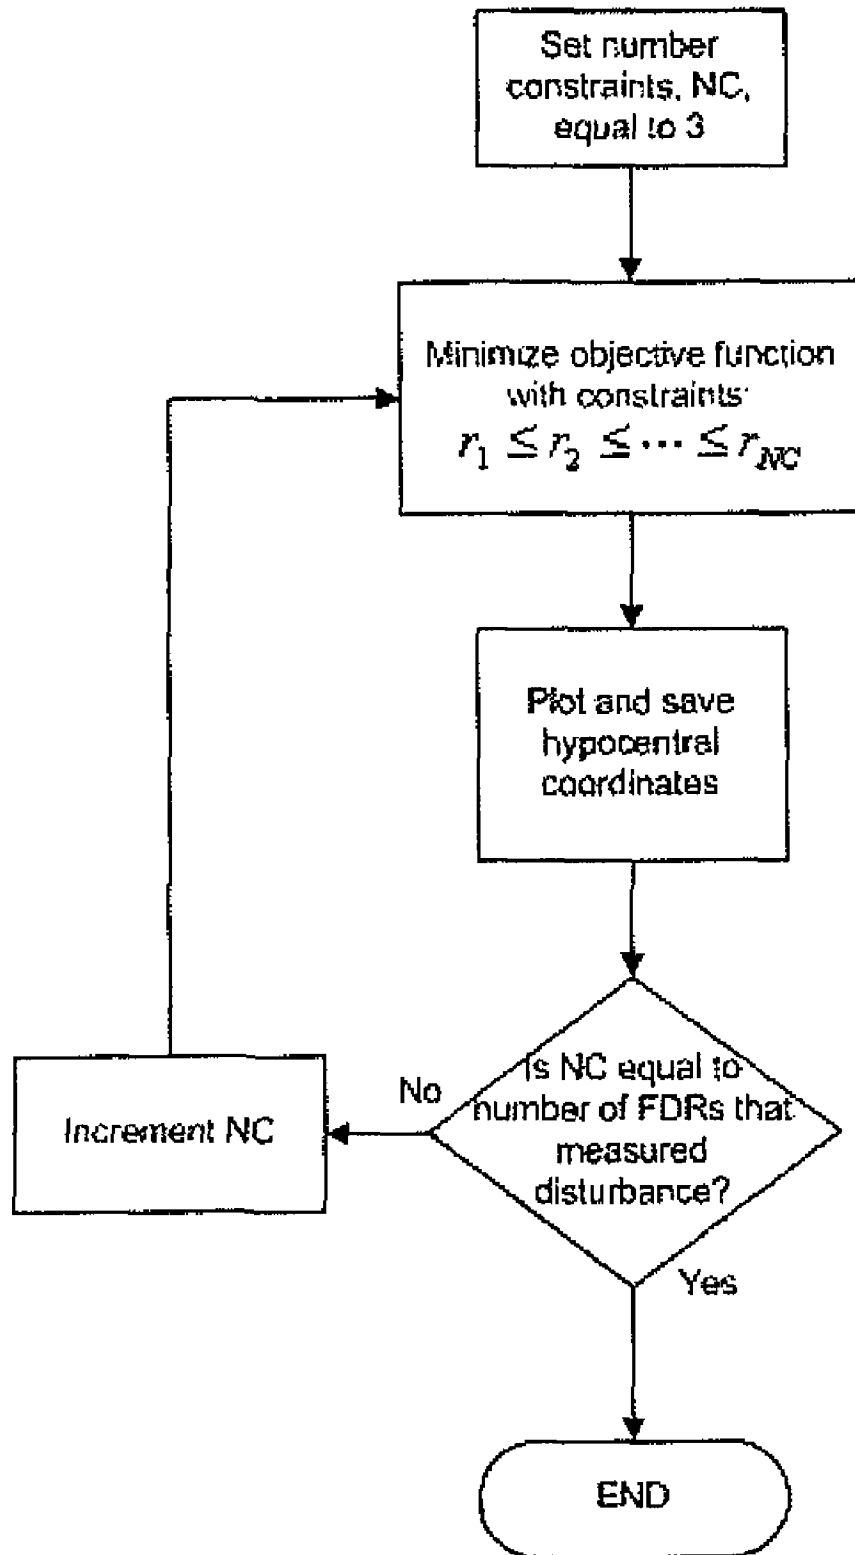 Set number
constraints, NC,
equal to 3
Minimize objective function
with constraints:
r₁ ≤ r₂ ≤ ⋯ ≤ r_NC
Plot and save
hypocentral
coordinates
Is NC equal to
number of FDRs that
measured
disturbance?
No
Increment NC
Yes
END